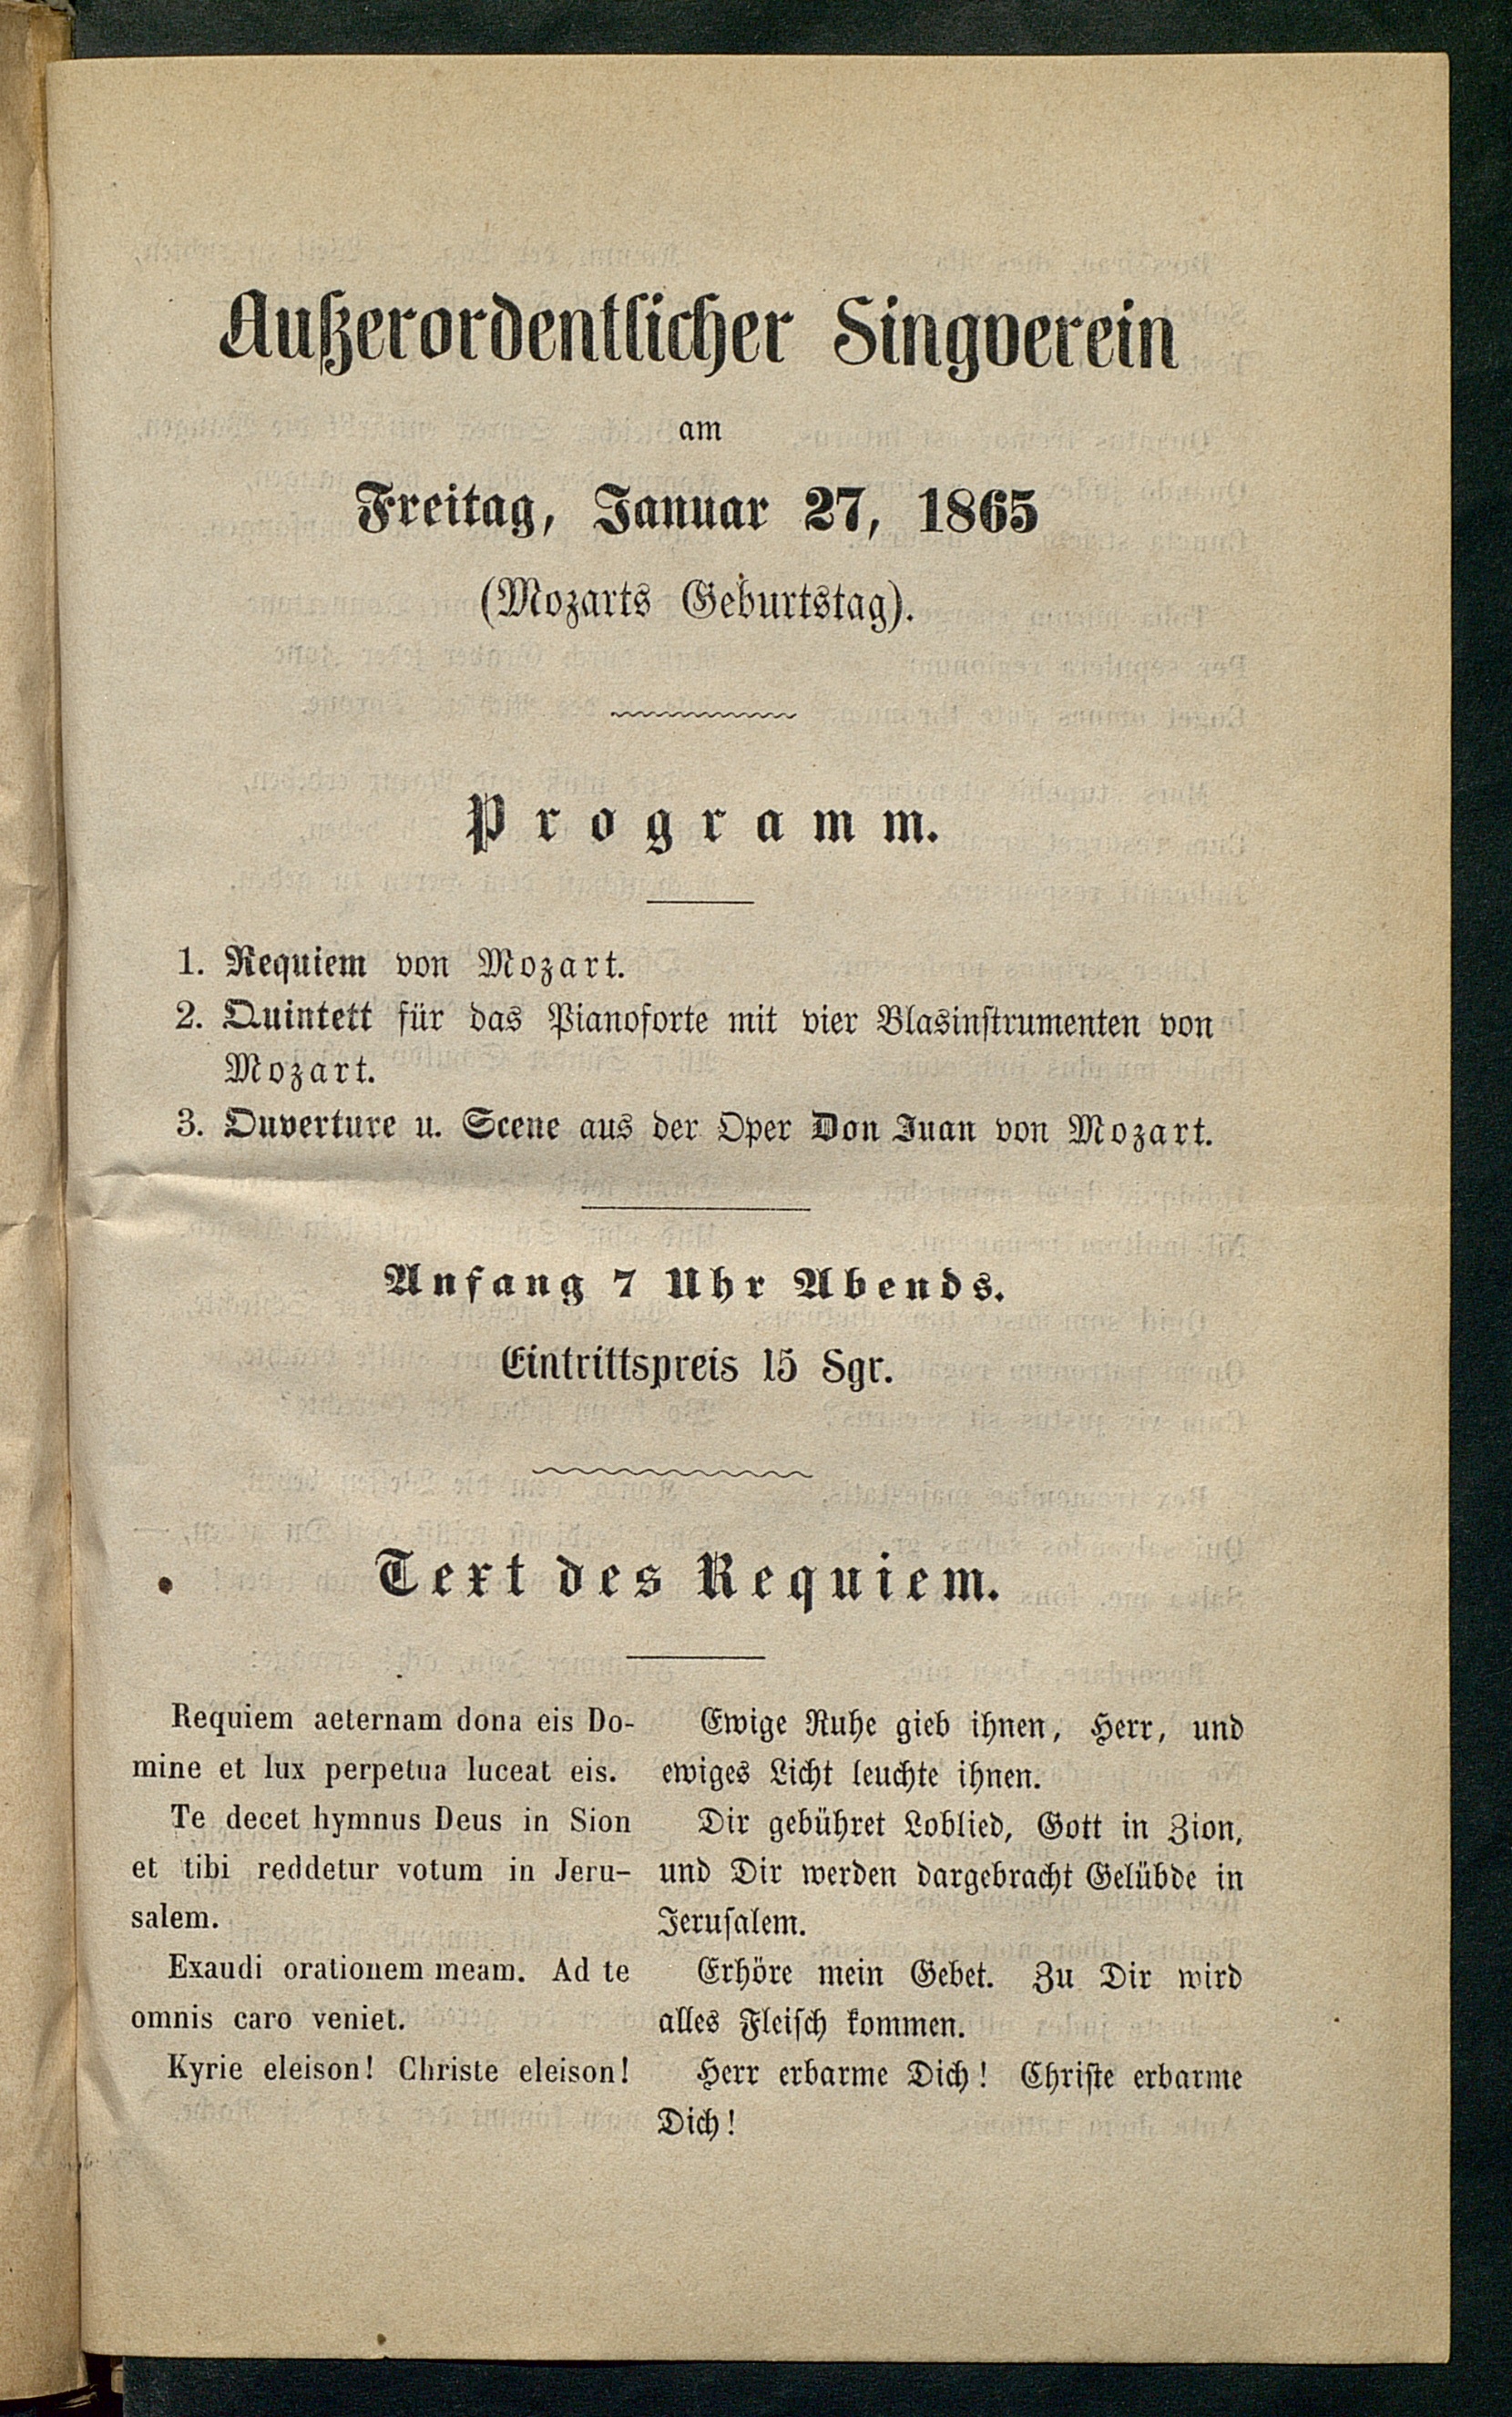 Außerordentlicher Singverein
am
Freitag, Januar 27, 1865
(Mozarts Geburtstag).
Programm.
1. Requiem von Mozart.
2. Quintett für das Pianoforte mit vier Blasinstrumenten von
Mozart.
3. Ouverture u. Scene aus der Oper Don Juan von Mozart.
Anfang 7 Uhr Abends.
Eintrittspreis 15 Sgr.
Text des Requiem.
Requiem aeternam dona eis Do-
mine et lux perpetua luceat eis.
Te decet hymnus Deus in Sion
et tibi reddetur votum in Jeru-
salem.
Exaudi orationem meam. Ad te
omnis caro veniet.
Kyrie eleison! Christe eleison!
Ewige Ruhe gieb ihnen, Herr, und
ewiges Licht leuchte ihnen.
Dir gebühret Loblied, Gott in Zion,
und Dir werden dargebracht Gelübde in
Jerusalem.
Erhöre mein Gebet. Zu Dir wird
alles Fleisch kommen.
Herr erbarme Dich! Christe erbarme
Dich!